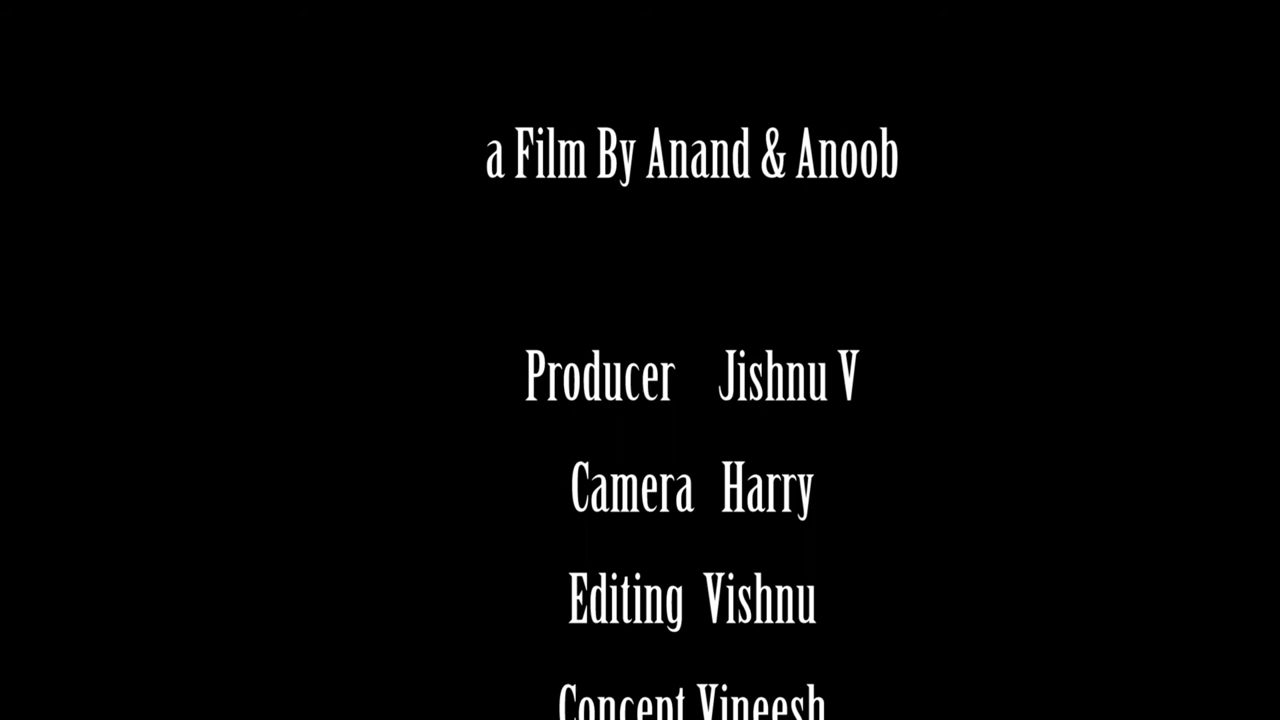 a Film By Anand & Anoob
Producer Jishnu V
Camera Harry
Editing Vishnu
Concept Vineesh